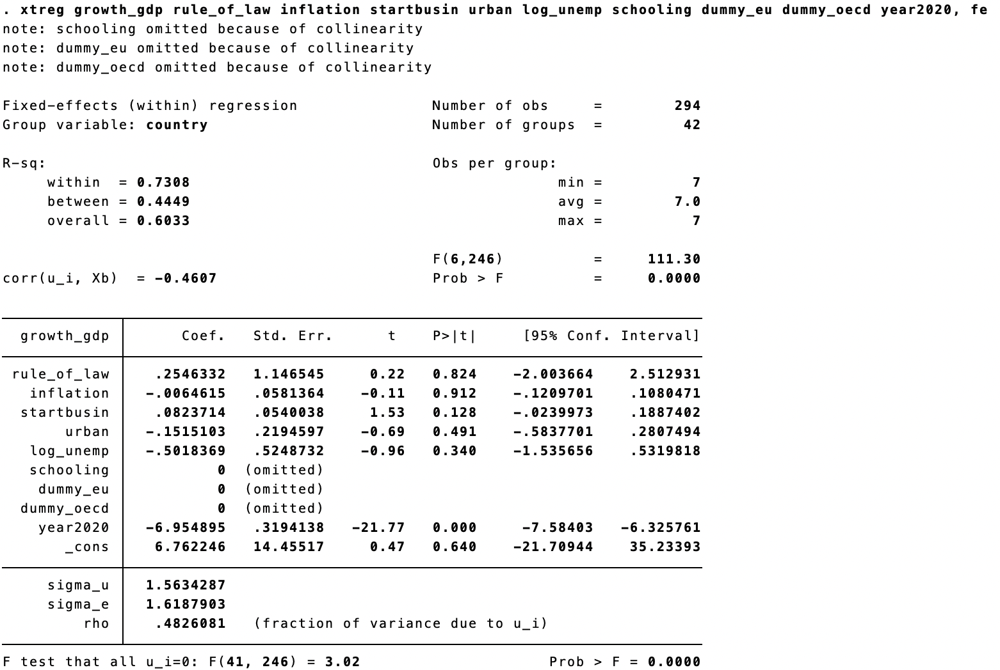 . xtreg growth_gdp rule_of_law inflation startbusin urban log_unemp schooling dummy_eu dummy_oecd year2020, fe
note: schooling omitted because of collinearity
note: dummy_eu omitted because of collinearity
note: dummy_oecd omitted because of collinearity
Fixed-effects (within) regression Number of obs = 294
Group variable: country Number of groups = 42
R-sq: Obs per group:
within = 0.7308 min = 7
between = 0.4449 avg = 7.0
overall = 0.6033 max = 7
F(6,246) = 111.30
corr(u_i, Xb) = -0.4607 Prob > F = 0.0000
growth_gdp Coef. Std. Err. t P>|t| [95% Conf. Interval]
rule_of_law .2546332 1.146545 0.22 0.824 -2.003664 2.512931
inflation -.0064615 .0581364 -0.11 0.912 -.1209701 .1080471
startbusin .0823714 .0540038 1.53 0.128 -.0239973 .1887402
urban -.1515103 .2194597 -0.69 0.491 -.5837701 .2807494
log_unemp -.5018369 .5248732 -0.96 0.340 -1.535656 .5319818
schooling 0 (omitted)
dummy_eu 0 (omitted)
dummy_oecd 0 (omitted)
year2020 -6.954895 .3194138 -21.77 0.000 -7.58403 -6.325761
_cons 6.762246 14.45517 0.47 0.640 -21.70944 35.23393
sigma_u 1.5634287
sigma_e 1.6187903
rho .4826081 (fraction of variance due to u_i)
F test that all u_i=0: F(41, 246) = 3.02 Prob > F = 0.0000